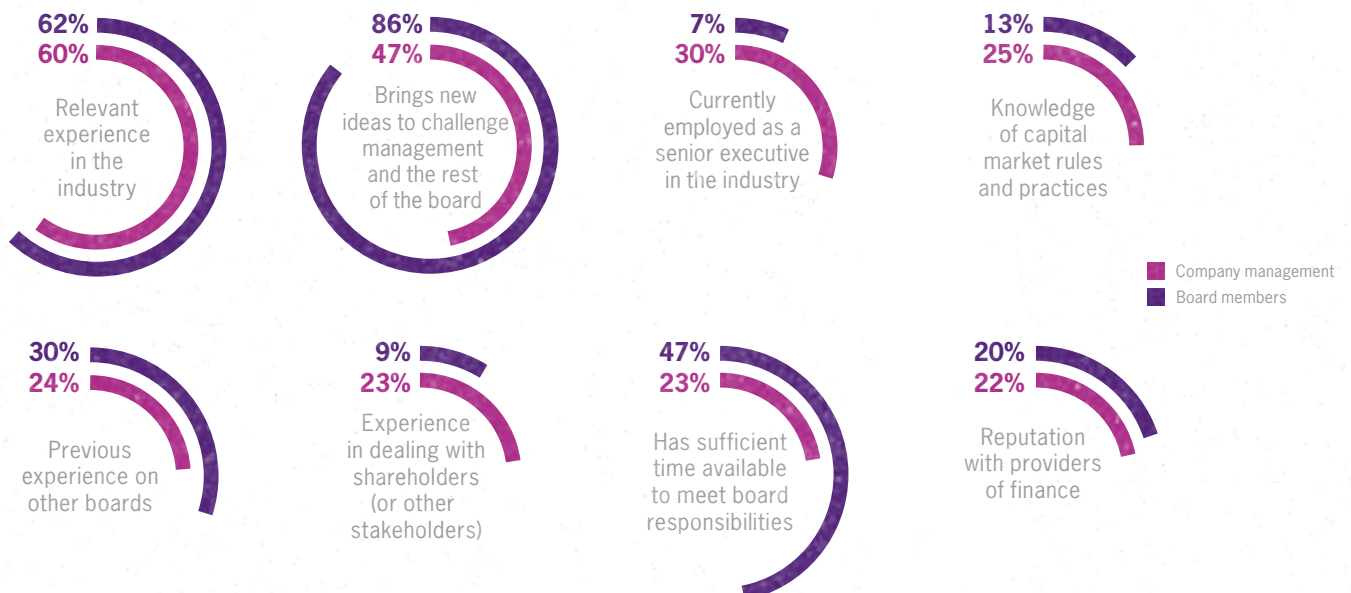 62%
60%
Relevant
experience
in the
industry
86%
47%
Brings new
ideas to challenge
management
and the rest
of the board
7%
30%
Currently
employed as a
senior executive
in the industry
13%
25%
Knowledge
of capital
market rules
and practices
Company management
Board members
30%
24%
Previous
experience on
other boards
9%
23%
Experience
in dealing with
shareholders
(or other
stakeholders)
47%
23%
Has sufficient
time available
to meet board
responsibilities
20%
22%
Reputation
with providers
of finance